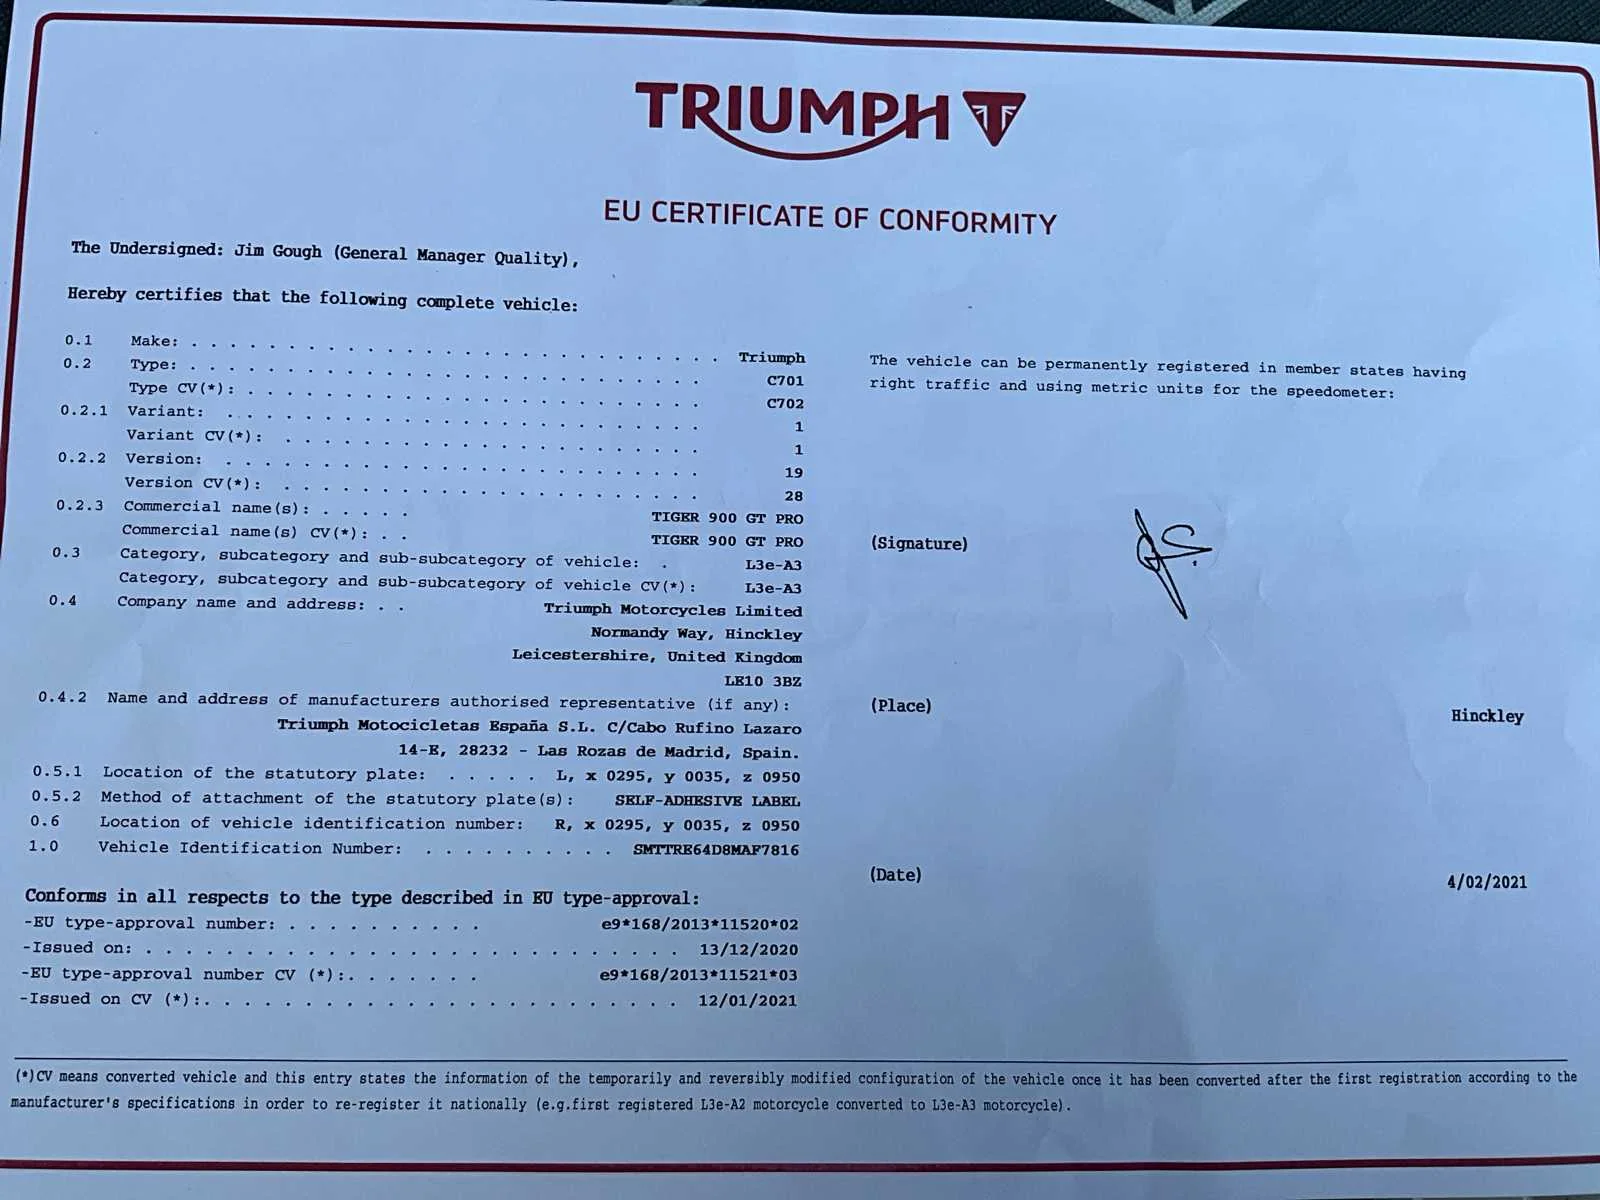 TRIUMPH
EU CERTIFICATE OF CONFORMITY
The Undersigned: Jim Gough (General Manager Quality),
Hereby certifies that the following complete vehicle:
0.1 Make: . . . . . . . . . . . . . . . . . . . . . . . . . . . . Triumph
0.2 Type: . . . . . . . . . . . . . . . . . . . . . . . . . . . C701
Type CV(*): . . . . . . . . . . . . . . . . . . . . . . . . C702
0.2.1 Variant: . . . . . . . . . . . . . . . . . . . . . . . . . 1
Variant CV(*): . . . . . . . . . . . . . . . . . . . . . . 1
0.2.2 Version: . . . . . . . . . . . . . . . . . . . . . . . . . 19
Version CV(*): . . . . . . . . . . . . . . . . . . . . . . 28
0.2.3 Commercial name(s): . . . . . TIGER 900 GT PRO
Commercial name(s) CV(*): . . TIGER 900 GT PRO
0.3 Category, subcategory and sub-subcategory of vehicle: . L3e-A3
Category, subcategory and sub-subcategory of vehicle CV(*): L3e-A3
0.4 Company name and address: . . Triumph Motorcycles Limited
Normandy Way, Hinckley
Leicestershire, United Kingdom
LE10 3BZ
0.4.2 Name and address of manufacturers authorised representative (if any):
Triumph Motocicletas España S.L. C/Cabo Rufino Lazaro
14-E, 28232 - Las Rozas de Madrid, Spain.
0.5.1 Location of the statutory plate: . . . . . L, x 0295, y 0035, z 0950
0.5.2 Method of attachment of the statutory plate(s): SELF-ADHESIVE LABEL
0.6 Location of vehicle identification number: R, x 0295, y 0035, z 0950
1.0 Vehicle Identification Number: . . . . . . . . . . SMTTRE64D8MAF7816
Conforms in all respects to the type described in EU type-approval:
-EU type-approval number: . . . . . . . . . . e9*168/2013*11520*02
-Issued on: . . . . . . . . . . . . . . . . . . . . . . . . . . . . 13/12/2020
-EU type-approval number CV (*):. . . . . . . e9*168/2013*11521*03
-Issued on CV (*):. . . . . . . . . . . . . . . . . . . . . . . . . 12/01/2021
The vehicle can be permanently registered in member states having
right traffic and using metric units for the speedometer:
(Signature)
(Place) Hinckley
(Date) 4/02/2021
(*)CV means converted vehicle and this entry states the information of the temporarily and reversibly modified configuration of the vehicle once it has been converted after the first registration according to the
manufacturer's specifications in order to re-register it nationally (e.g.first registered L3e-A2 motorcycle converted to L3e-A3 motorcycle).